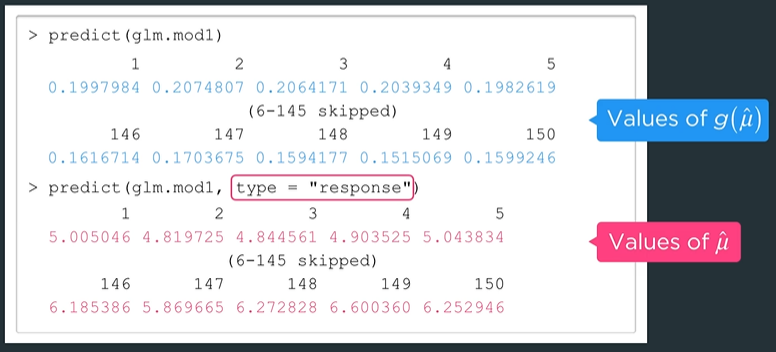 > predict(glm.mod1)
1 2 3 4 5
0.1997984 0.2074807 0.2064171 0.2039349 0.1982619
(6-145 skipped)
146 147 148 149 150
0.1616714 0.1703675 0.1594177 0.1515069 0.1599246
Values of g(μ̂)
> predict(glm.mod1, type = "response")
1 2 3 4 5
5.005046 4.819725 4.844561 4.903525 5.043834
Values of μ̂
(6-145 skipped)
146 147 148 149 150
6.185386 5.869665 6.272828 6.600360 6.252946